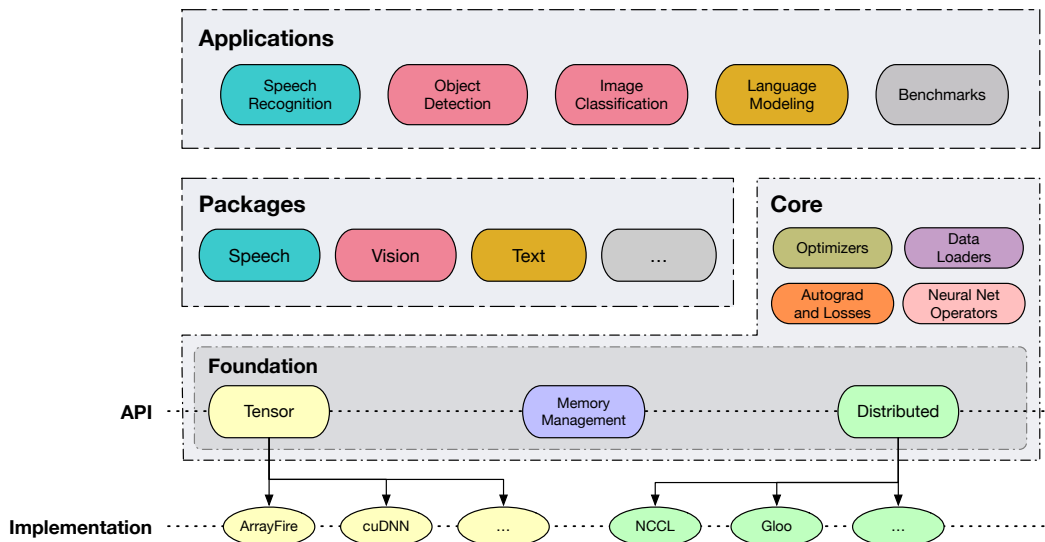 Applications
Speech
Recognition
Object
Detection
Image
Classification
Language
Modeling
Benchmarks
Packages
Speech
Vision
Text
...
Core
Optimizers
Data
Loaders
Autograd
and Losses
Neural Net
Operators
Foundation
API
Tensor
Memory
Management
Distributed
Implementation
ArrayFire
cuDNN
...
NCCL
Gloo
...